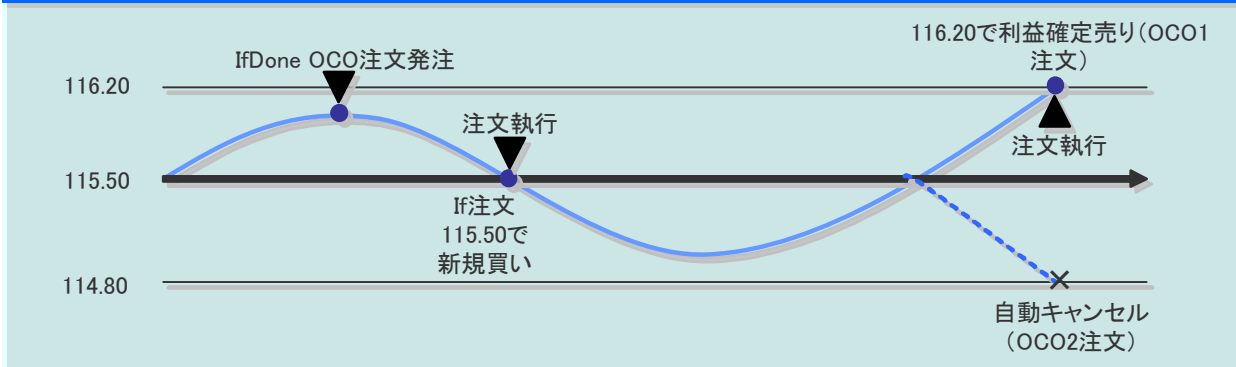 116.20で利益確定売り(OCO1
注文)
IfDone OCO注文発注
116.20
注文執行
注文執行
115.50
If注文
115.50で
新規買い
114.80
自動キャンセル
(OCO2注文)